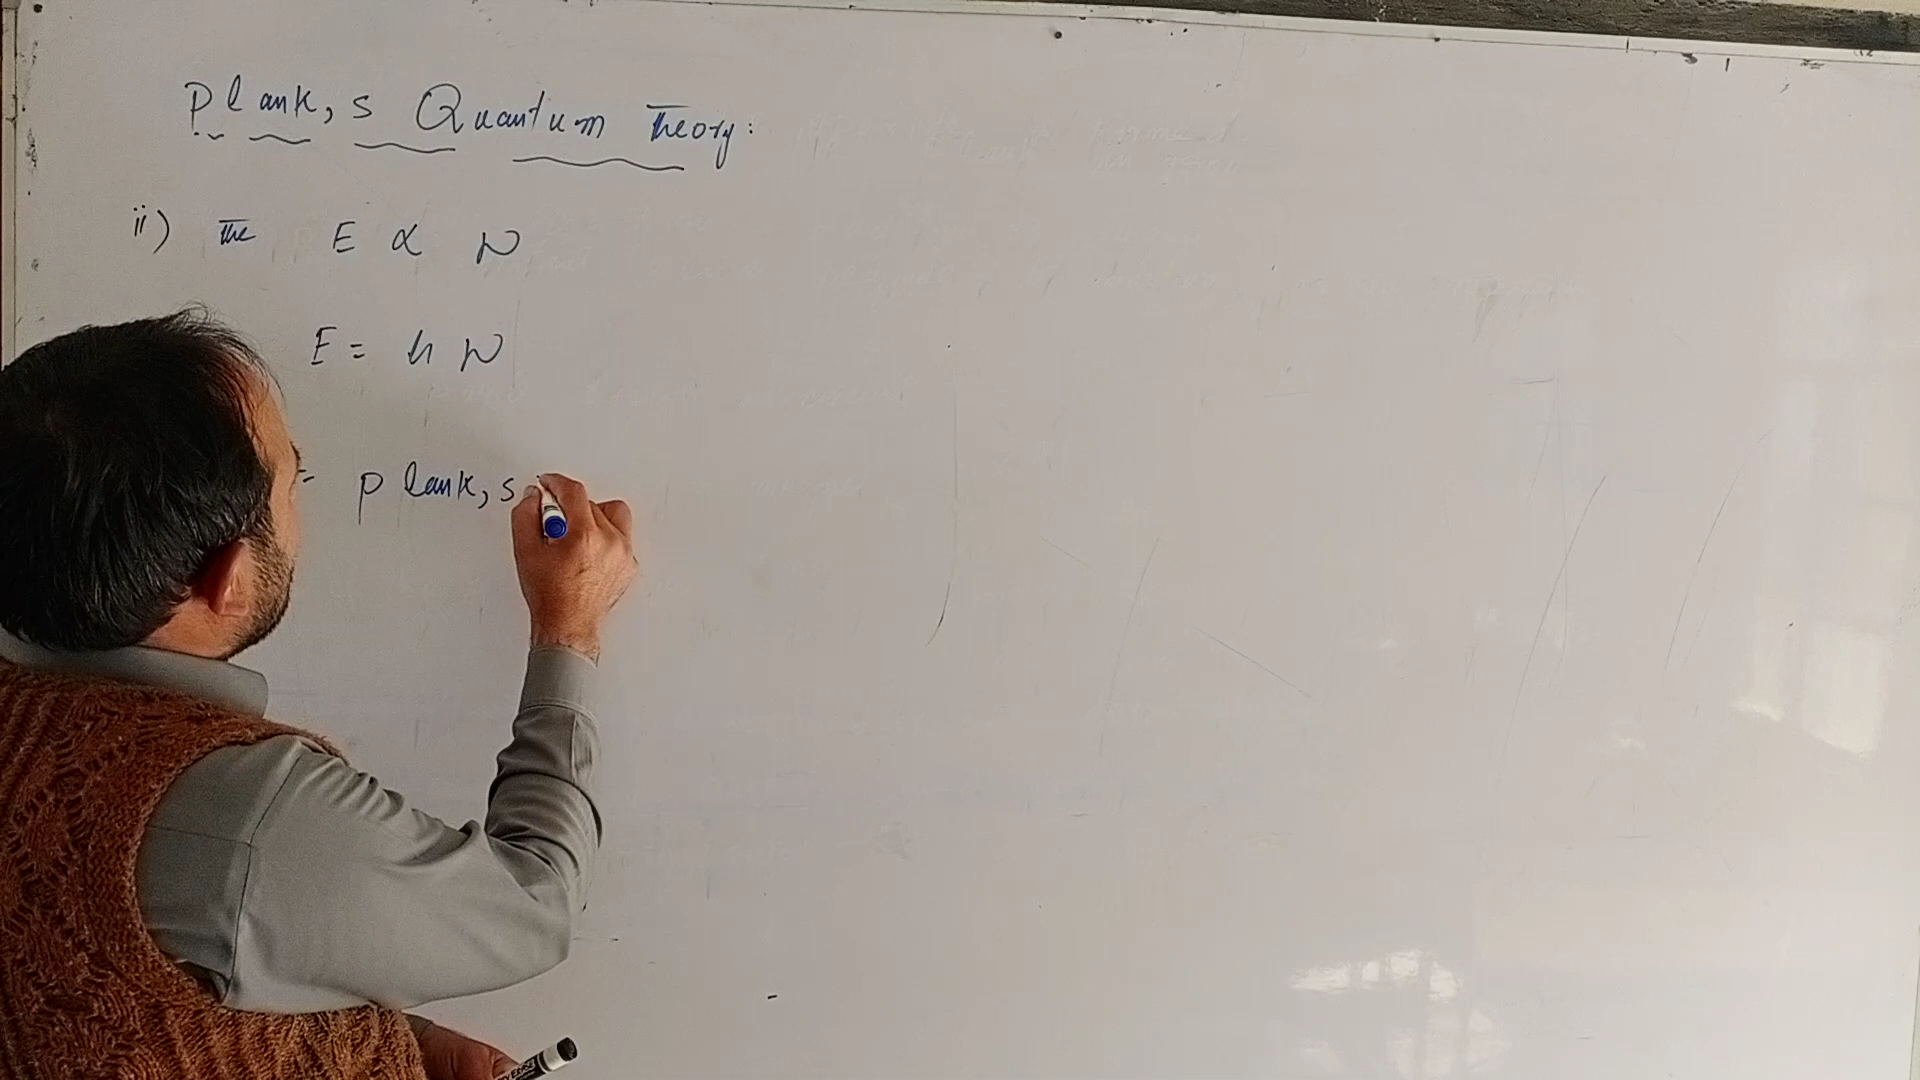 Plank,s Quantum Theory:
ii) The E ∝ ν
E = h ν
= plank,s